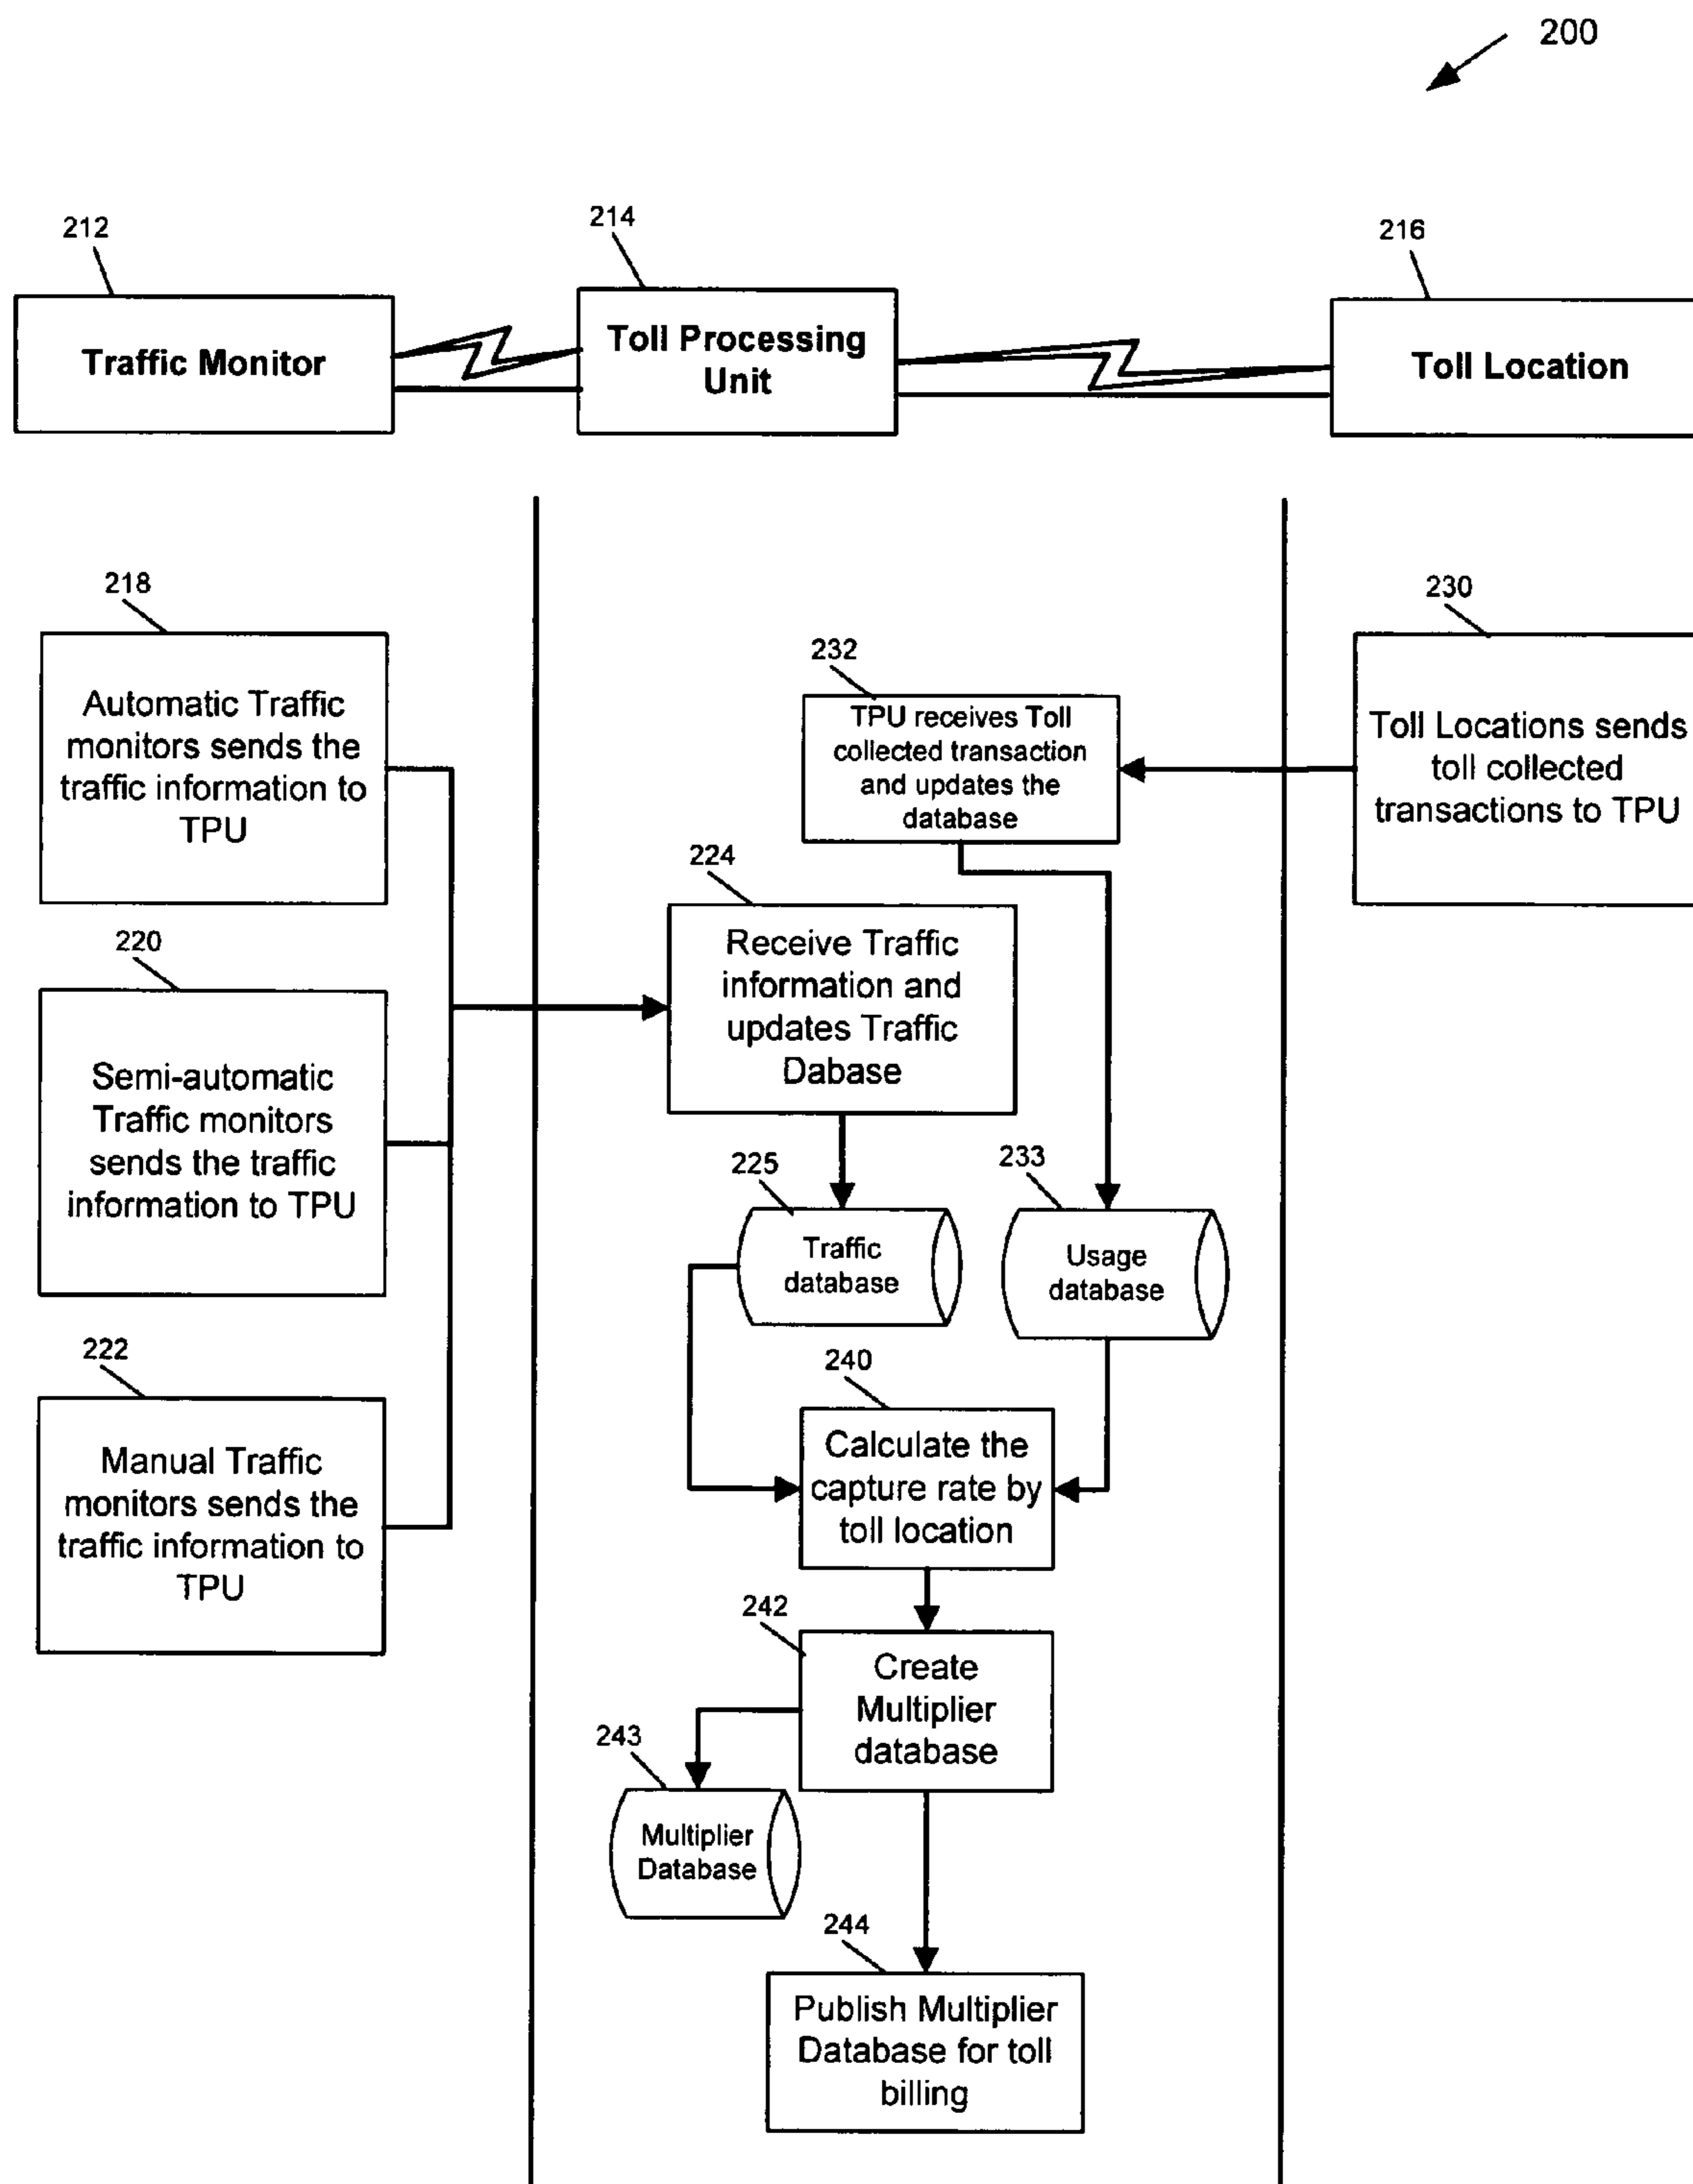 200
212
214
216
Traffic Monitor
Toll Processing
Unit
Toll Location
218
Automatic Traffic
monitors sends the
traffic information to
TPU
220
Semi-automatic
Traffic monitors
sends the traffic
information to TPU
222
Manual Traffic
monitors sends the
traffic information to
TPU
232
TPU receives Toll
collected transaction
and updates the
database
224
Receive Traffic
information and
updates Traffic
Dabase
225
Traffic
database
233
Usage
database
240
Calculate the
capture rate by
toll location
242
Create
Multiplier
database
243
Multiplier
Database
244
Publish Multiplier
Database for toll
billing
230
Toll Locations sends
toll collected
transactions to TPU